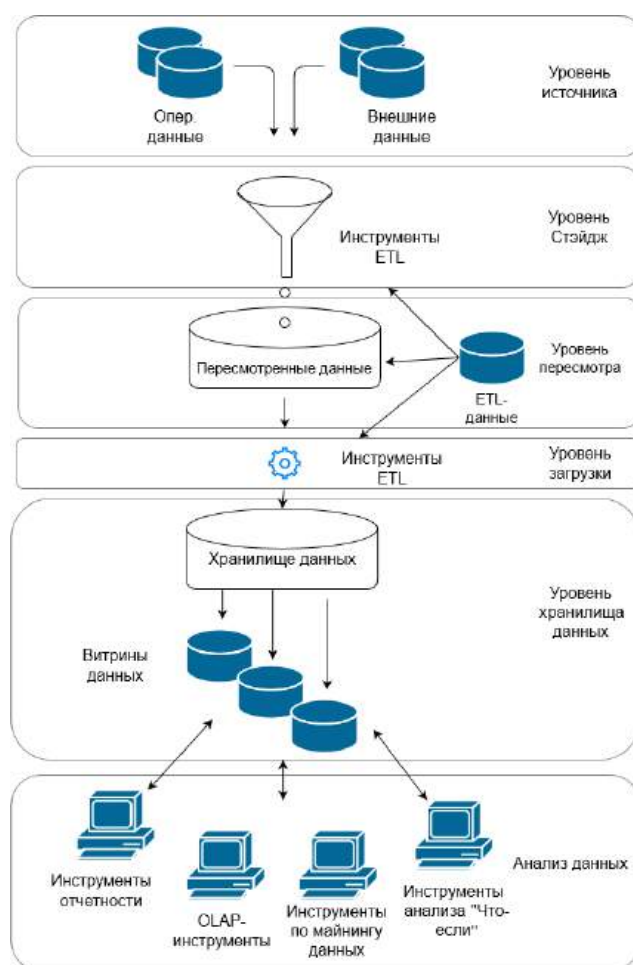 Опер.
данные
Внешние
данные
Уровень
источника
Инструменты
ETL
Уровень
Стэйдж
Пересмотренные данные
ETL-
данные
Уровень
пересмотра
Инструменты
ETL
Уровень
загрузки
Хранилище данных
Витрины
данных
Уровень
хранилища
данных
Инструменты
отчетности
OLAP-
инструменты
Инструменты
по майнингу
данных
Инструменты
анализа "Что-
если"
Анализ данных